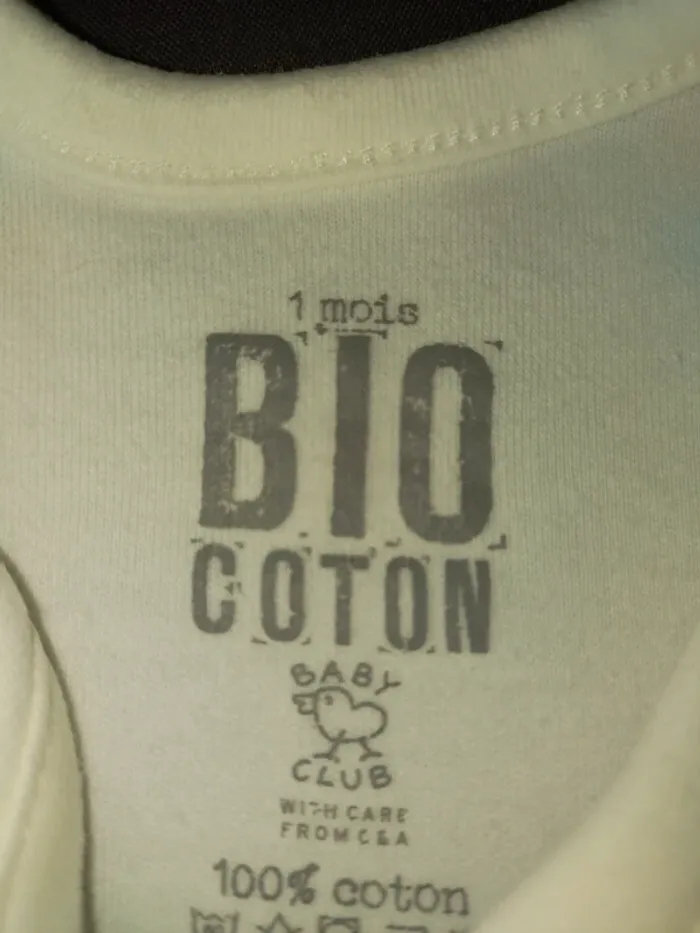 1 mois
BIO
COTON
BABY
CLUB
WITH CARE
FROM C&A
100% coton